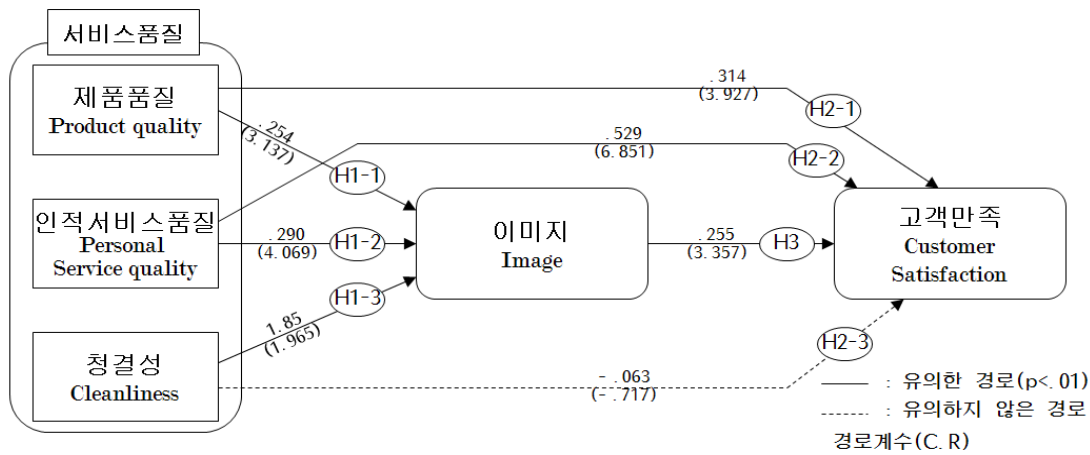 서비스품질
제품품질
Product quality
인적서비스품질
Personal
Service quality
청결성
Cleanliness
.254
(3.137)
H1-1
.290
(4.069)
H1-2
1.85
(1.965)
H1-3
이미지
Image
.314
(3.927)
H2-1
.529
(6.851)
H2-2
.255
(3.357)
H3
-.063
(-.717)
H2-3
고객만족
Customer
Satisfaction
: 유의한 경로(p<.01)
: 유의하지 않은 경로
경로계수(C.R)